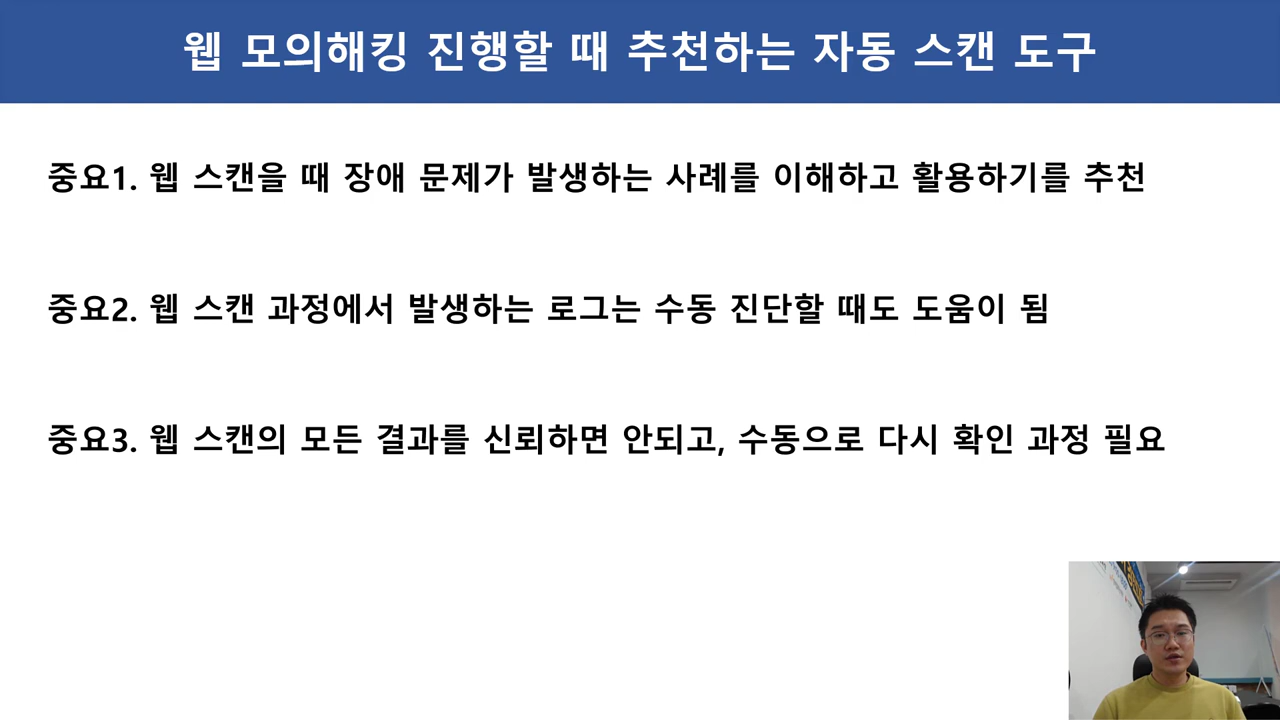 웹 모의해킹 진행할 때 추천하는 자동 스캔 도구
중요1. 웹 스캔을 때 장애 문제가 발생하는 사례를 이해하고 활용하기를 추천
중요2. 웹 스캔 과정에서 발생하는 로그는 수동 진단할 때도 도움이 됨
중요3. 웹 스캔의 모든 결과를 신뢰하면 안되고, 수동으로 다시 확인 과정 필요